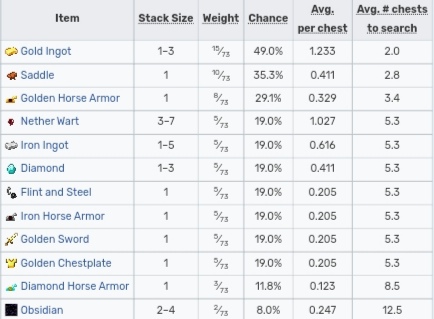 Item Stack Size Weight Chance Avg. per chest Avg. # chests to search
Gold Ingot 1–3 15/73 49.0% 1.233 2.0
Saddle 1 10/73 35.3% 0.411 2.8
Golden Horse Armor 1 8/73 29.1% 0.329 3.4
Nether Wart 3–7 5/73 19.0% 1.027 5.3
Iron Ingot 1–5 5/73 19.0% 0.616 5.3
Diamond 1–3 5/73 19.0% 0.411 5.3
Flint and Steel 1 5/73 19.0% 0.205 5.3
Iron Horse Armor 1 5/73 19.0% 0.205 5.3
Golden Sword 1 5/73 19.0% 0.205 5.3
Golden Chestplate 1 5/73 19.0% 0.205 5.3
Diamond Horse Armor 1 3/73 11.8% 0.123 8.5
Obsidian 2–4 2/73 8.0% 0.247 12.5